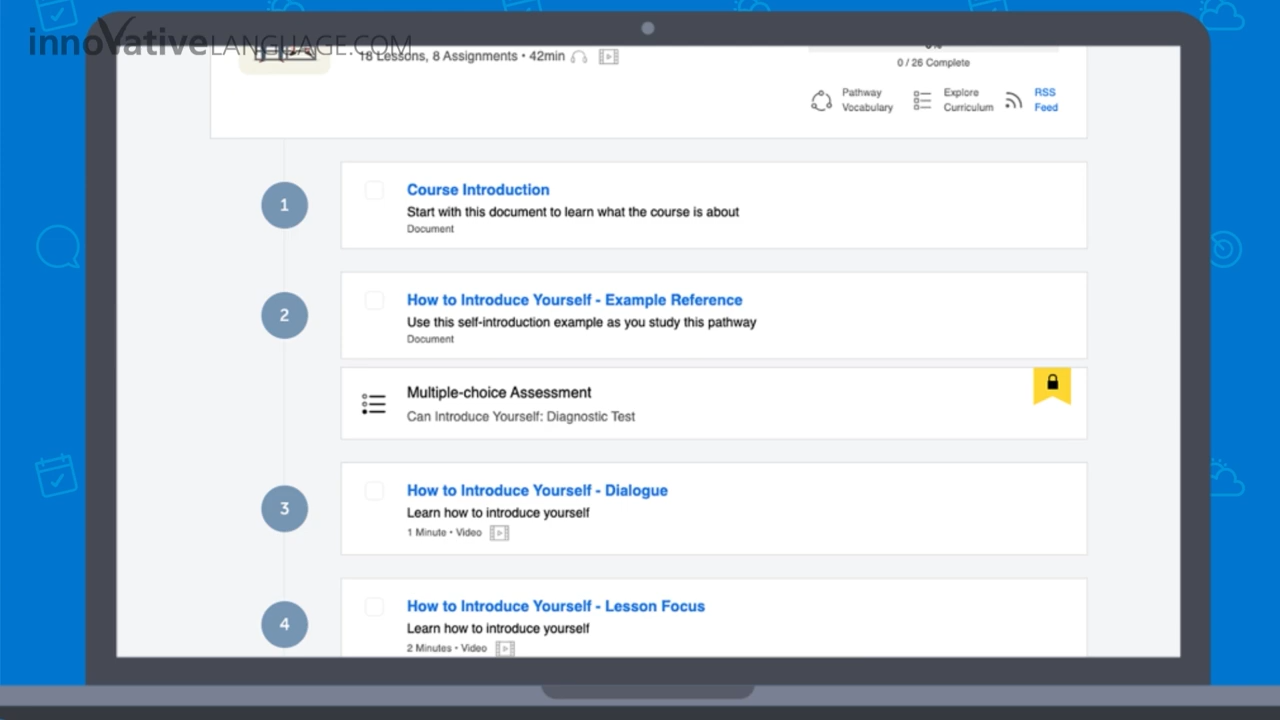 innoVativeLANGUAGE.COM
18 Lessons, 8 Assignments • 42min
0%
0 / 26 Complete
Pathway
Vocabulary
Explore
Curriculum
RSS
Feed
1
Course Introduction
Start with this document to learn what the course is about
Document
2
How to Introduce Yourself - Example Reference
Use this self-introduction example as you study this pathway
Document
Multiple-choice Assessment
Can Introduce Yourself: Diagnostic Test
3
How to Introduce Yourself - Dialogue
Learn how to introduce yourself
1 Minute • Video
4
How to Introduce Yourself - Lesson Focus
Learn how to introduce yourself
2 Minutes • Video